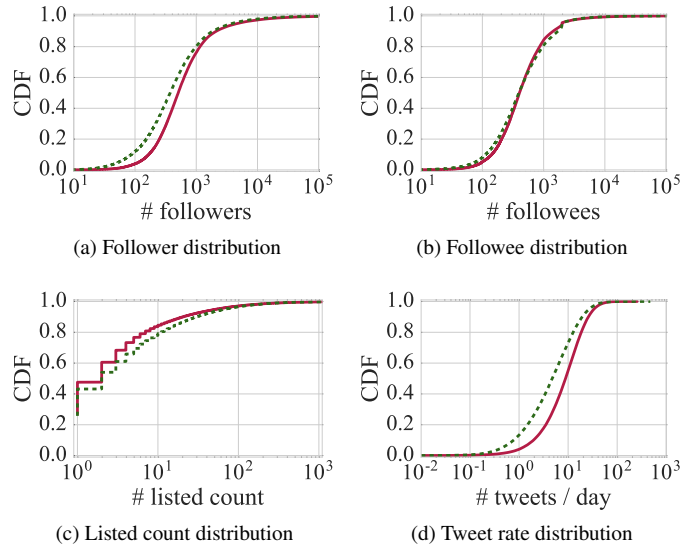 CDF
1.0
0.8
0.6
0.4
0.2
0.0
10^1 10^2 10^3 10^4 10^5
# followers
(a) Follower distribution
CDF
1.0
0.8
0.6
0.4
0.2
0.0
10^1 10^2 10^3 10^4 10^5
# followees
(b) Followee distribution
CDF
1.0
0.8
0.6
0.4
0.2
0.0
10^0 10^1 10^2 10^3
# listed count
(c) Listed count distribution
CDF
1.0
0.8
0.6
0.4
0.2
0.0
10^-2 10^-1 10^0 10^1 10^2 10^3
# tweets / day
(d) Tweet rate distribution